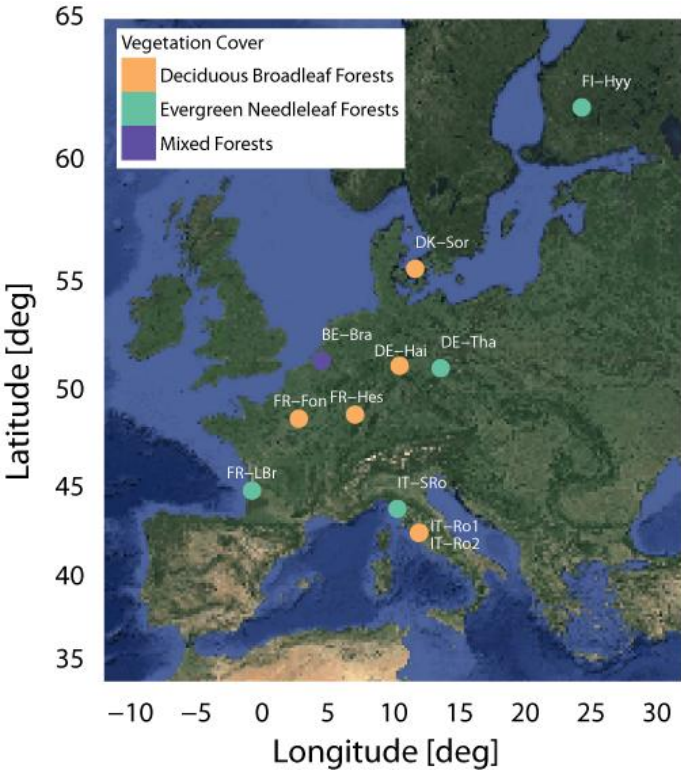 65
Vegetation Cover
Deciduous Broadleaf Forests
Evergreen Needleleaf Forests
Mixed Forests
FI−Hyy
60
DK−Sor
55
BE−Bra
DE−Hai
DE−Tha
50
FR−Fon
FR−Hes
FR−LBr
45
IT−SRo
IT−Ro1
IT−Ro2
40
35
Latitude [deg]
−10 −5 0 5 10 15 20 25 30
Longitude [deg]